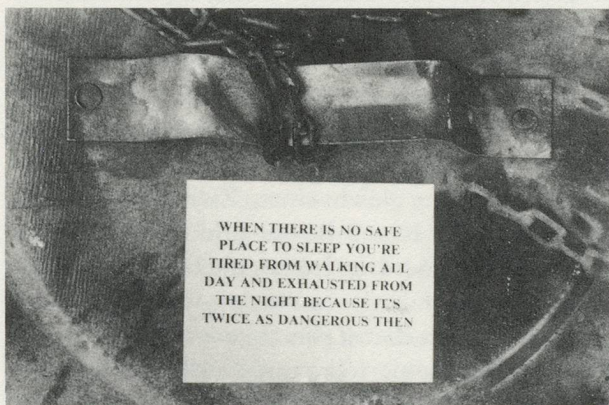 WHEN THERE IS NO SAFE
PLACE TO SLEEP YOU'RE
TIRED FROM WALKING ALL
DAY AND EXHAUSTED FROM
THE NIGHT BECAUSE IT'S
TWICE AS DANGEROUS THEN